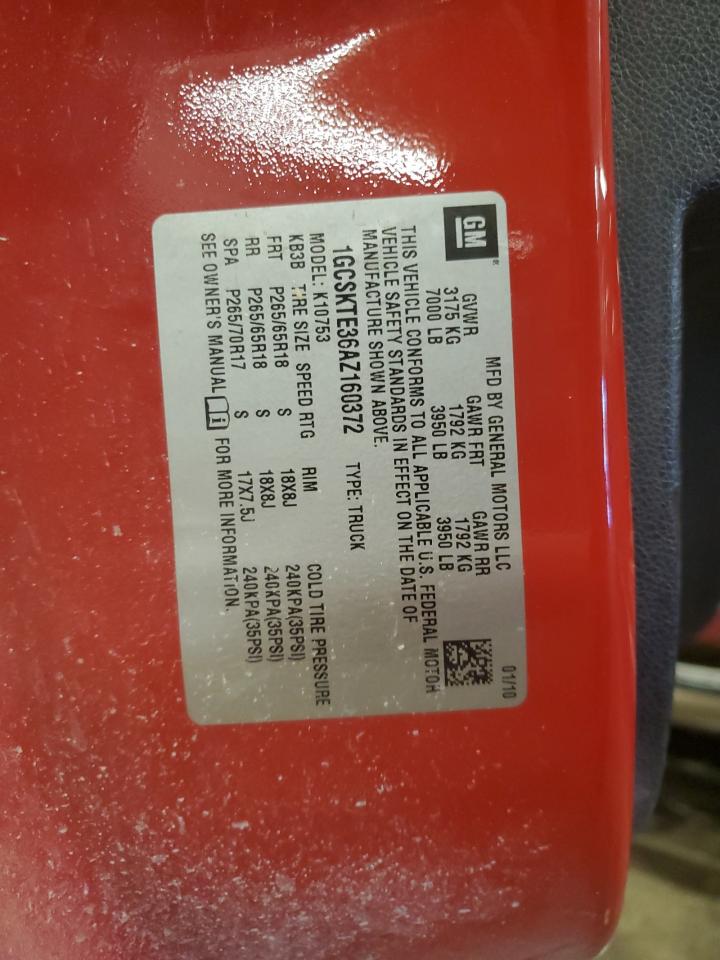 GM
MFD BY GENERAL MOTORS LLC 01/10
GVWR GAWR FRT GAWR RR
3175 KG 1792 KG 1792 KG
7000 LB 3950 LB 3950 LB
THIS VEHICLE CONFORMS TO ALL APPLICABLE U.S. FEDERAL MOTOR
VEHICLE SAFETY STANDARDS IN EFFECT ON THE DATE OF
MANUFACTURE SHOWN ABOVE.
1GCSKTE36AZ160372 TYPE: TRUCK
MODEL: K10753
KB3B TIRE SIZE SPEED RTG RIM COLD TIRE PRESSURE
FRT P265/65R18 S 18X8J 240KPA(35PSI)
RR P265/65R18 S 18X8J 240KPA(35PSI)
SPA P265/70R17 S 17X7.5J 240KPA(35PSI)
SEE OWNER'S MANUAL FOR MORE INFORMATION.